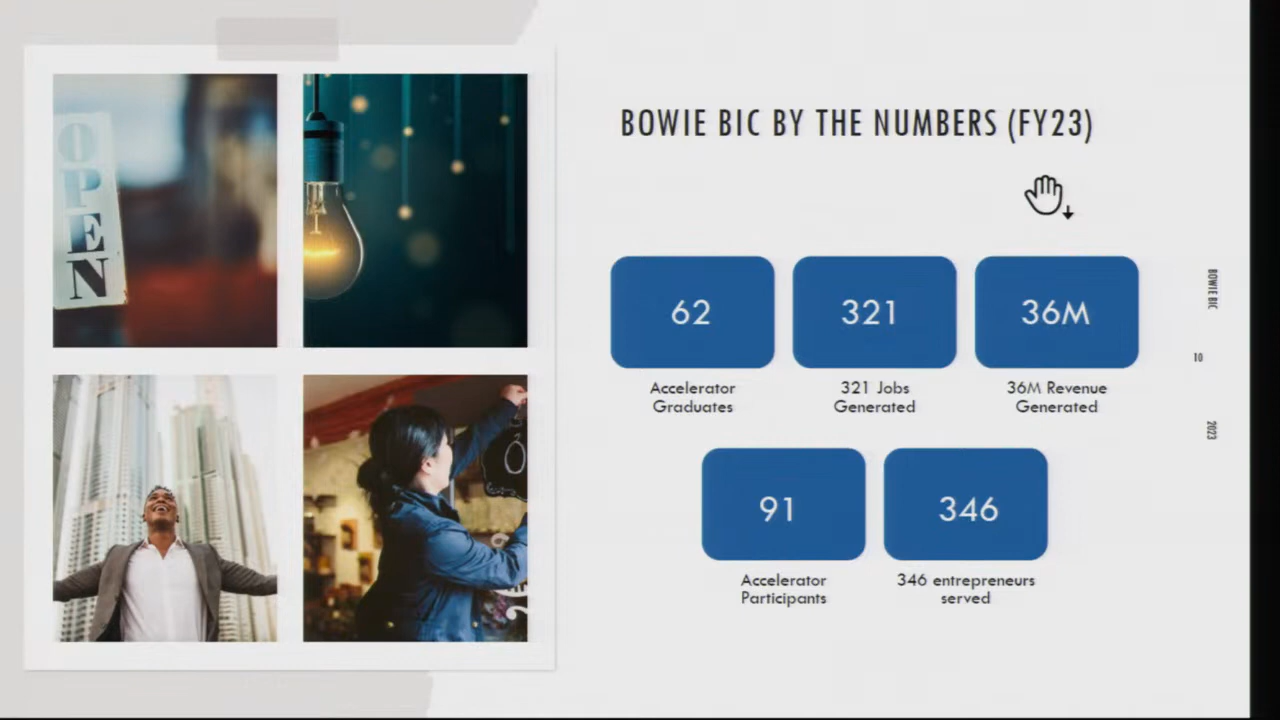 OPEN
BOWIE BIC BY THE NUMBERS (FY23)
62
321
36M
Accelerator
Graduates
321 Jobs
Generated
36M Revenue
Generated
91
346
Accelerator
Participants
346 entrepreneurs
served
BOWIE BIC
10
2023